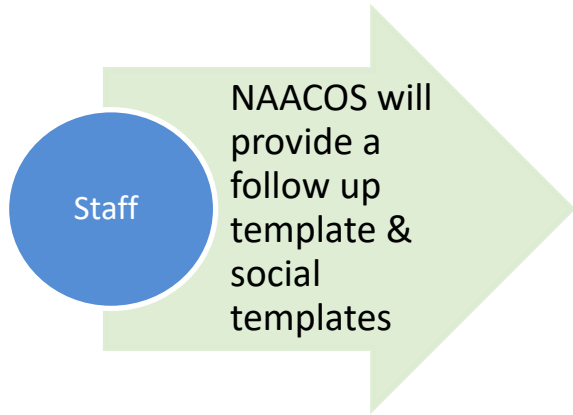 Staff
NAACOS will
provide a
follow up
template &
social
templates